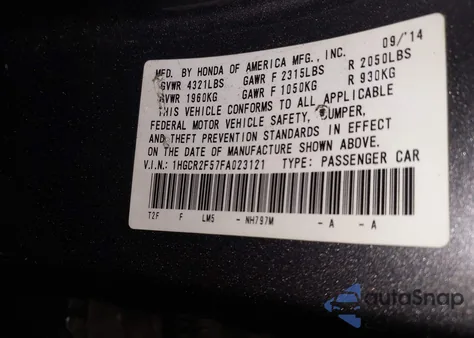 MFD. BY HONDA OF AMERICA MFG., INC. 09/'14
GVWR 4321LBS GAWR F 2315LBS R 2050LBS
GVWR 1960KG GAWR F 1050KG R 930KG
THIS VEHICLE CONFORMS TO ALL APPLICABLE
FEDERAL MOTOR VEHICLE SAFETY, BUMPER,
AND THEFT PREVENTION STANDARDS IN EFFECT
ON THE DATE OF MANUFACTURE SHOWN ABOVE.
V.I.N.: 1HGCR2F57FA023121 TYPE: PASSENGER CAR
T2F F LM5 - NH797M - A - A
autoSnap